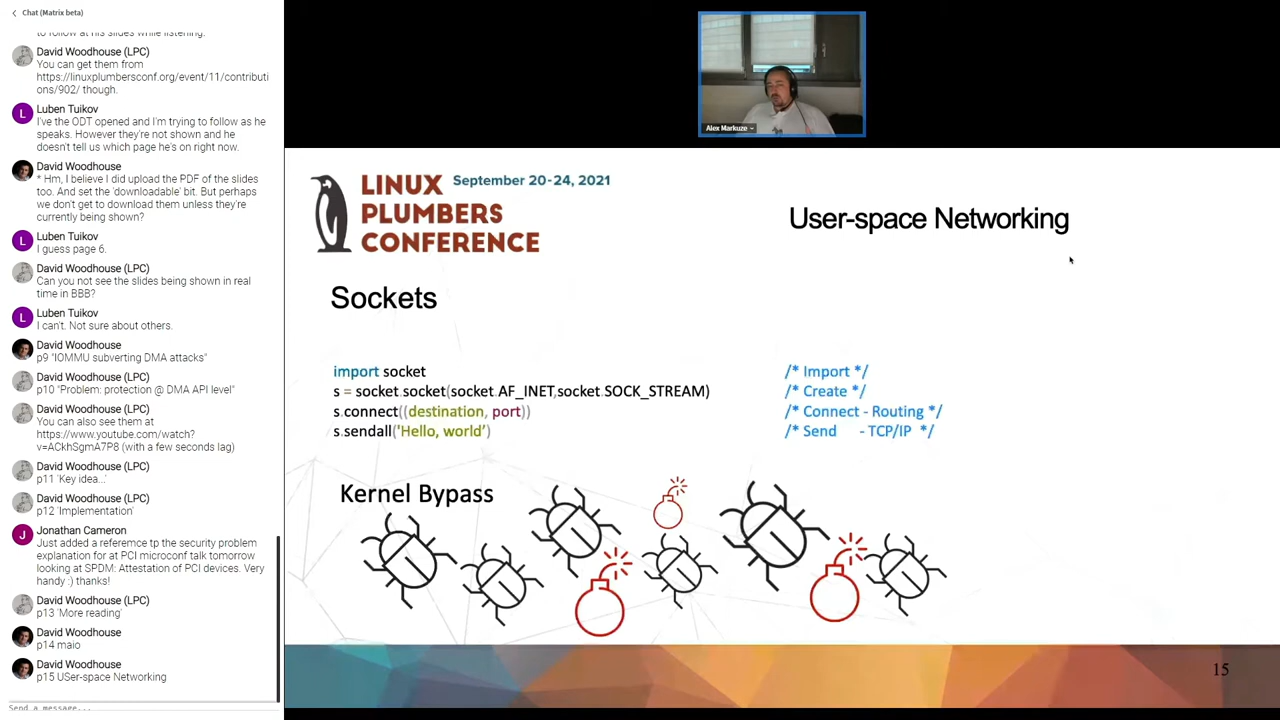 Chat (Matrix beta)
to follow at his slides while listening.
David Woodhouse (LPC)
You can get them from
https://linuxplumbersconf.org/event/11/contributi
ons/902/ though.
L
Luben Tuikov
I've the ODT opened and I'm trying to follow as he
speaks. However they're not shown and he
doesn't tell us which page he's on right now.
David Woodhouse
* Hm, I believe I did upload the PDF of the slides
too. And set the 'downloadable' bit. But perhaps
we don't get to download them unless they're
currently being shown?
L
Luben Tuikov
I guess page 6.
David Woodhouse (LPC)
Can you not see the slides being shown in real
time in BBB?
L
Luben Tuikov
I can't. Not sure about others.
David Woodhouse
p9 "IOMMU subverting DMA attacks"
David Woodhouse (LPC)
p10 "Problem: protection @ DMA API level"
David Woodhouse (LPC)
You can also see them at
https://www.youtube.com/watch?
v=ACkhSgmA7P8 (with a few seconds lag)
David Woodhouse (LPC)
p11 'Key idea...'
David Woodhouse (LPC)
p12 'Implementation'
J
Jonathan Cameron
Just added a referemce tp the security problem
explanation for at PCI microconf talk tomorrow
looking at SPDM: Attestation of PCI devices. Very
handy :) thanks!
David Woodhouse (LPC)
p13 'More reading'
David Woodhouse
p14 maio
David Woodhouse
p15 USer-space Networking
Send a message...
Alex Markuze
LINUX September 20-24, 2021
PLUMBERS
CONFERENCE
User-space Networking
Sockets
import socket /* Import */
s = socket.socket(socket.AF_INET,socket.SOCK_STREAM) /* Create */
s.connect((destination, port)) /* Connect - Routing */
s.sendall('Hello, world') /* Send - TCP/IP */
Kernel Bypass
15